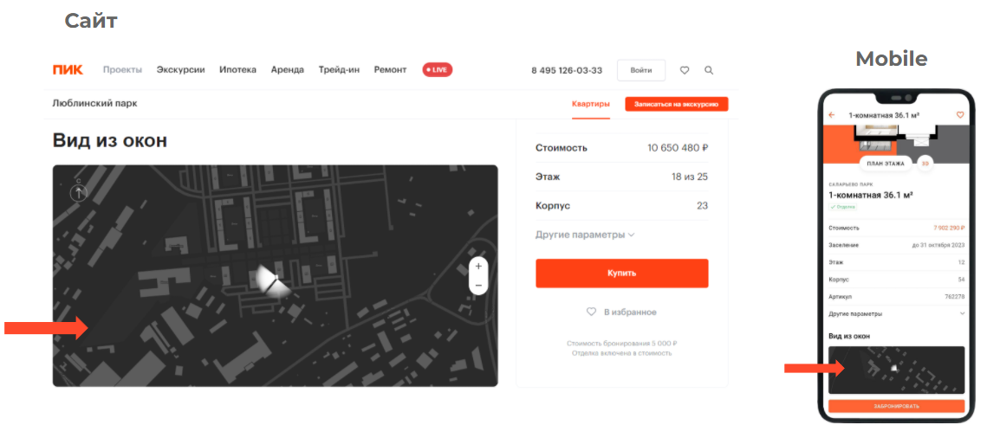 Сайт
ПИК Проекты Экскурсии Ипотека Аренда Трейд-ин Ремонт LIVE 8 495 126-03-33 Войти
Люблинский парк Квартиры Записаться на экскурсию
Вид из окон
С
Стоимость 10 650 480 ₽
Этаж 18 из 25
Корпус 23
Другие параметры
Купить
В избранное
Стоимость бронирования 5 000 ₽
Отделка включена в стоимость
+
−
Mobile
1-комнатная 36.1 м²
ПЛАН ЭТАЖА 3D
САЛАРЬЕВО ПАРК
1-комнатная 36.1 м²
Отделка
Стоимость 7 902 290 ₽
Заселение до 31 октября 2023
Этаж 12
Корпус 54
Артикул 762278
Другие параметры
Вид из окон
ЗАБРОНИРОВАТЬ